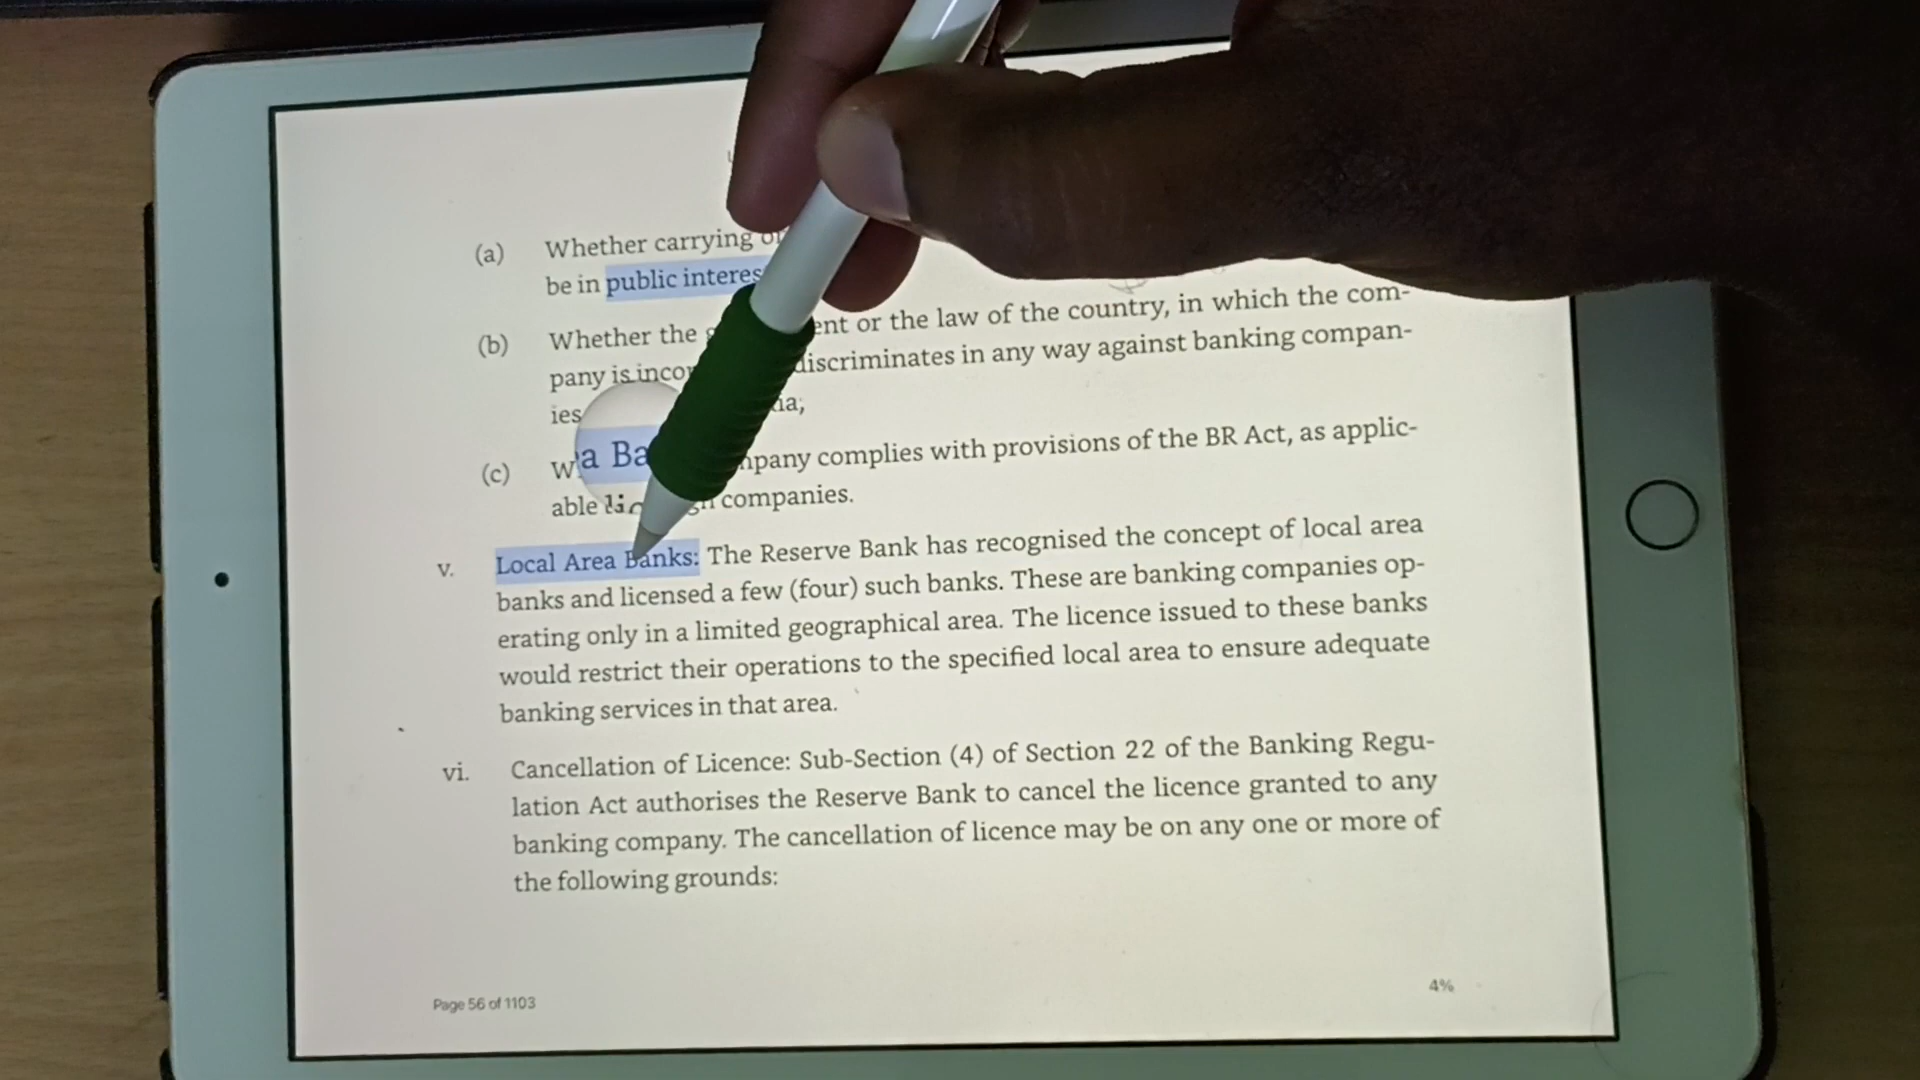 (a) Whether carrying
be in public interes
(b) Whether the ent or the law of the country, in which the com-
pany is incor discriminates in any way against banking compan-
ies ia;
(c) W a Ba mpany complies with provisions of the BR Act, as applic-
able companies.
v. Local Area Banks: The Reserve Bank has recognised the concept of local area
banks and licensed a few (four) such banks. These are banking companies op-
erating only in a limited geographical area. The licence issued to these banks
would restrict their operations to the specified local area to ensure adequate
banking services in that area.
vi. Cancellation of Licence: Sub-Section (4) of Section 22 of the Banking Regu-
lation Act authorises the Reserve Bank to cancel the licence granted to any
banking company. The cancellation of licence may be on any one or more of
the following grounds:
Page 56 of 1103 4%